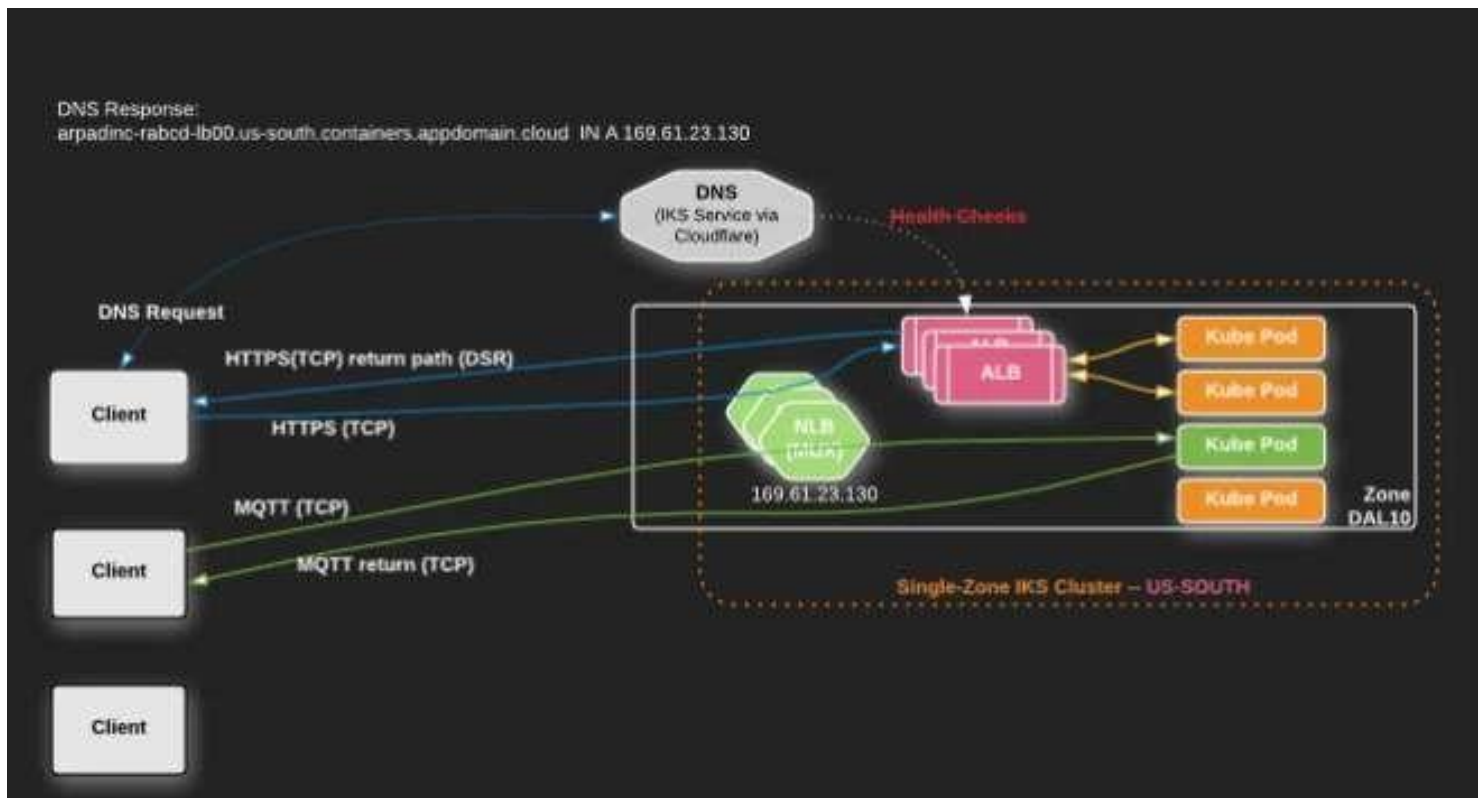 DNS Response:
arpadinc-rabcd-lb00.us-south.containers.appdomain.cloud IN A 169.61.23.130
DNS
(IKS Service via
Cloudflare)
Health Checks
DNS Request
HTTPS(TCP) return path (DSR)
Client
HTTPS (TCP)
ALB
ALB
NLB
(MUX)
169.61.23.130
Kube Pod
Kube Pod
Kube Pod
Kube Pod
Zone
DAL10
MQTT (TCP)
Client
MQTT return (TCP)
Single-Zone IKS Cluster – US-SOUTH
Client